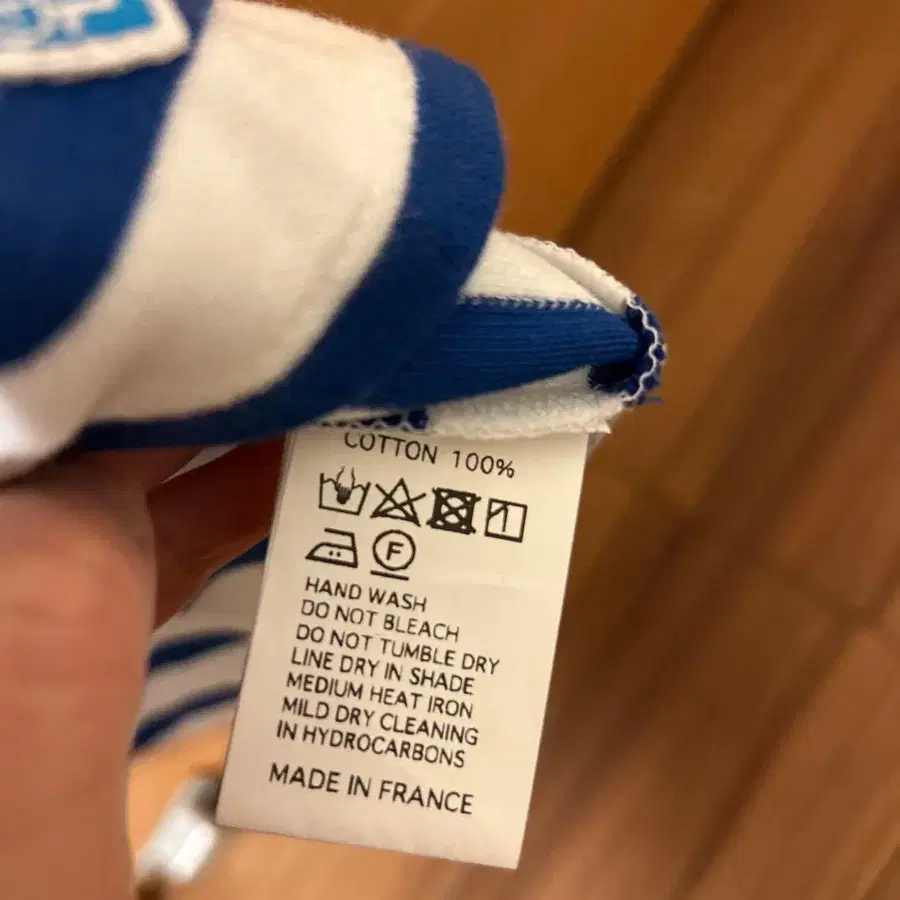 COTTON 100%
F
HAND WASH
DO NOT BLEACH
DO NOT TUMBLE DRY
LINE DRY IN SHADE
MEDIUM HEAT IRON
MILD DRY CLEANING
IN HYDROCARBONS
MADE IN FRANCE